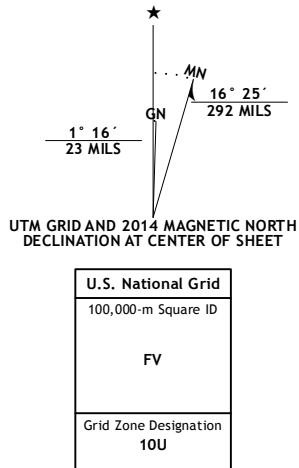 MN
16° 25´
292 MILS
GN
1° 16´
23 MILS
UTM GRID AND 2014 MAGNETIC NORTH
DECLINATION AT CENTER OF SHEET
U.S. National Grid
100,000-m Square ID
FV
Grid Zone Designation
10U